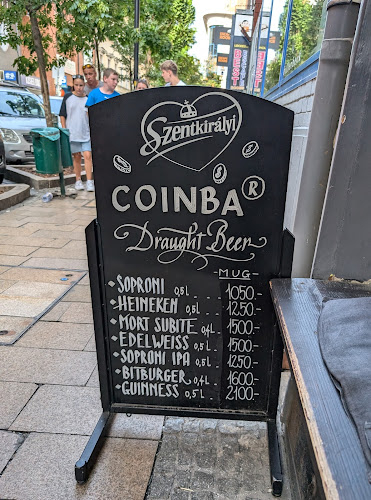 Szentkirályi
COINBAR
Draught Beer
MUG
SOPRONI 0,5L 1050.-
HEINEKEN 0,5L 1250.-
MORT SUBITE 0,4L 1500.-
EDELWEISS 0,5L 1500.-
SOPRONI IPA 0,5L 1250.-
BITBURGER 0.4L 1600-
GUINNESS 0.5L 2100-